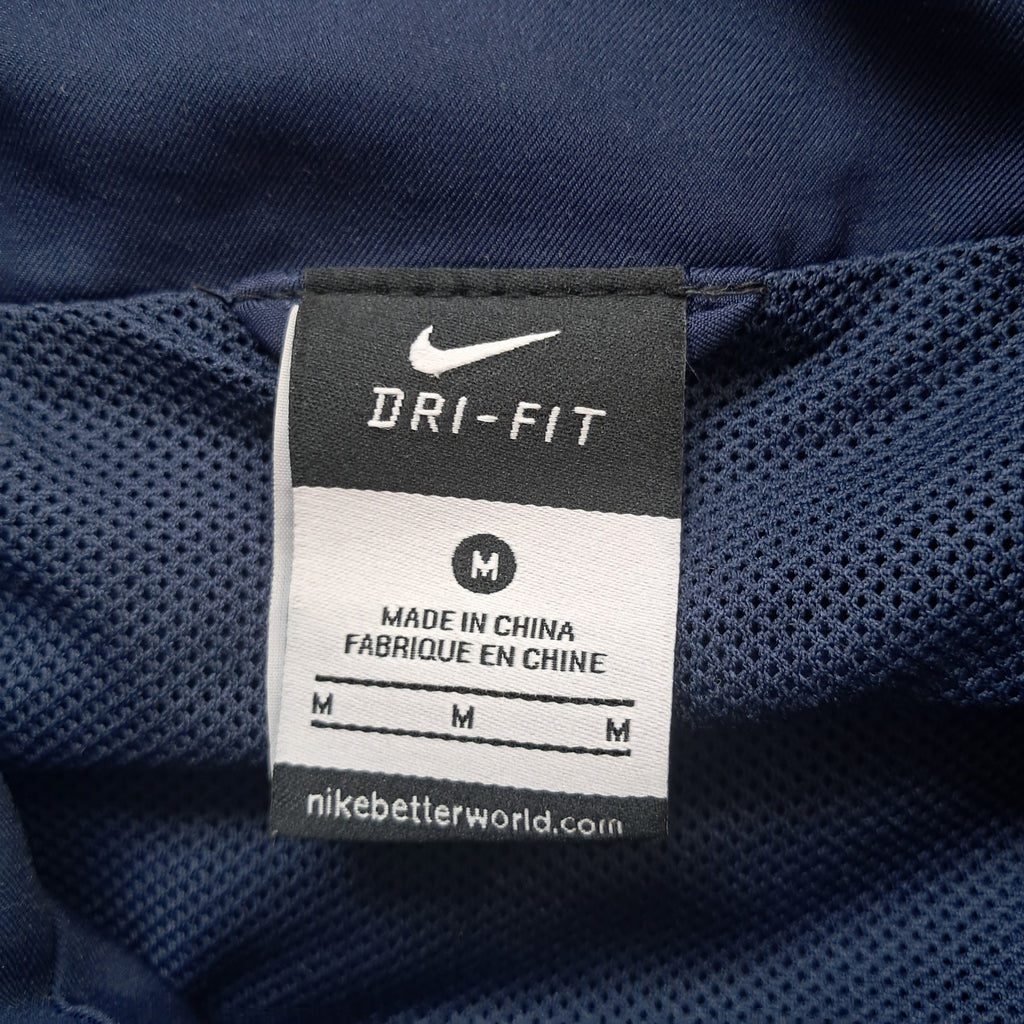 DRI-FIT
M
MADE IN CHINA
FABRIQUE EN CHINE
M M M
nikebetterworld.com